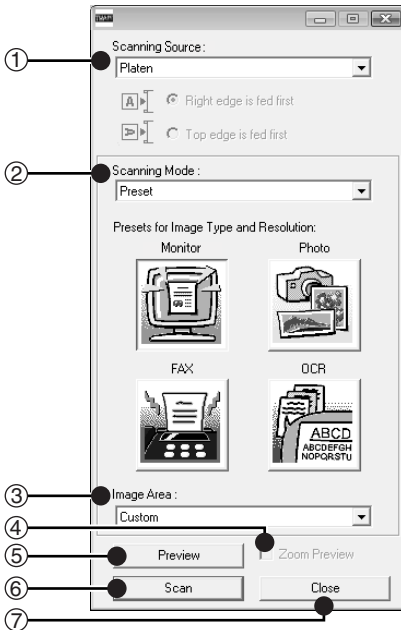 ① Scanning Source :
Platen
A Right edge is fed first
A Top edge is fed first
② Scanning Mode :
Preset
Presets for Image Type and Resolution:
Monitor Photo
FAX OCR
ABCD
ABCDEFGH
NOPQRSTU
③ Image Area :
Custom
④ Zoom Preview
⑤ Preview
⑥ Scan Close
⑦